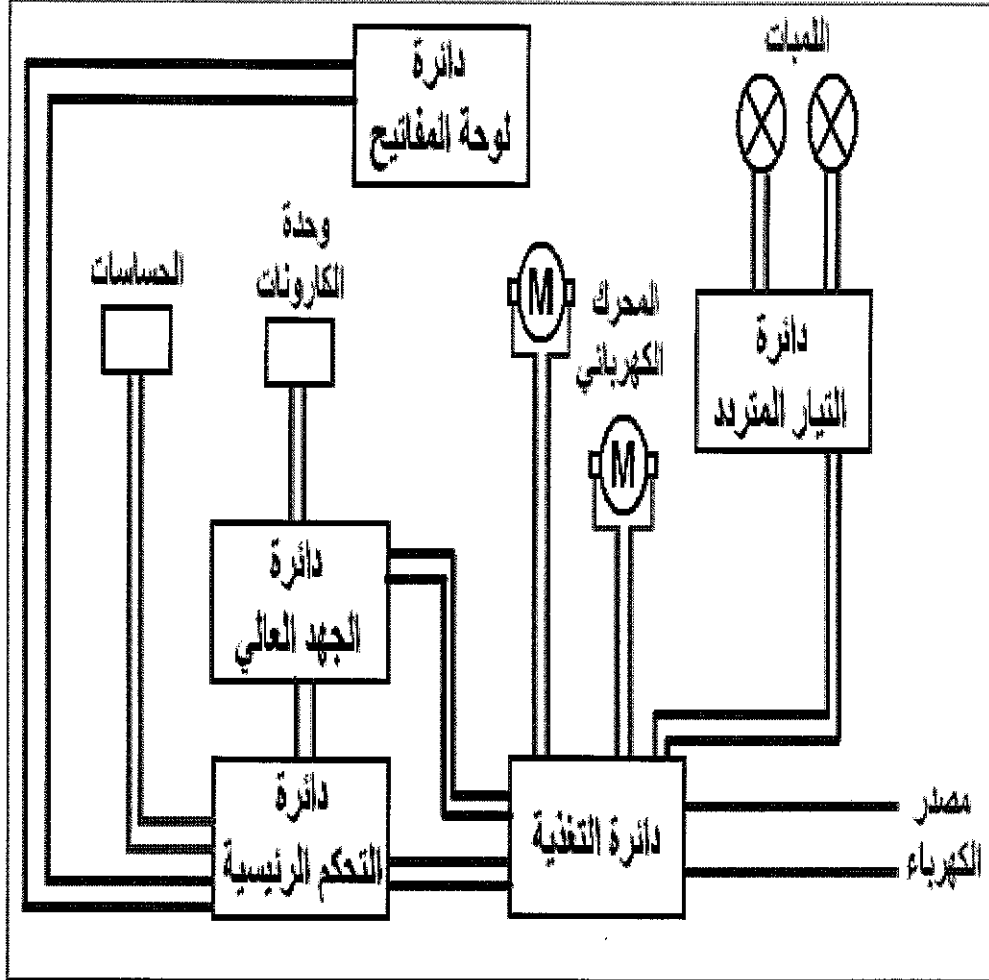 دائرة
لوحة المفاتيح
اللمبات
وحدة
الكارونات
الحساسات
M
المحرك
الكهربائي
M
دائرة
التيار المتردد
دائرة
الجهد العالي
دائرة
التحكم الرئيسية
دائرة التغذية
مصدر
الكهرباء